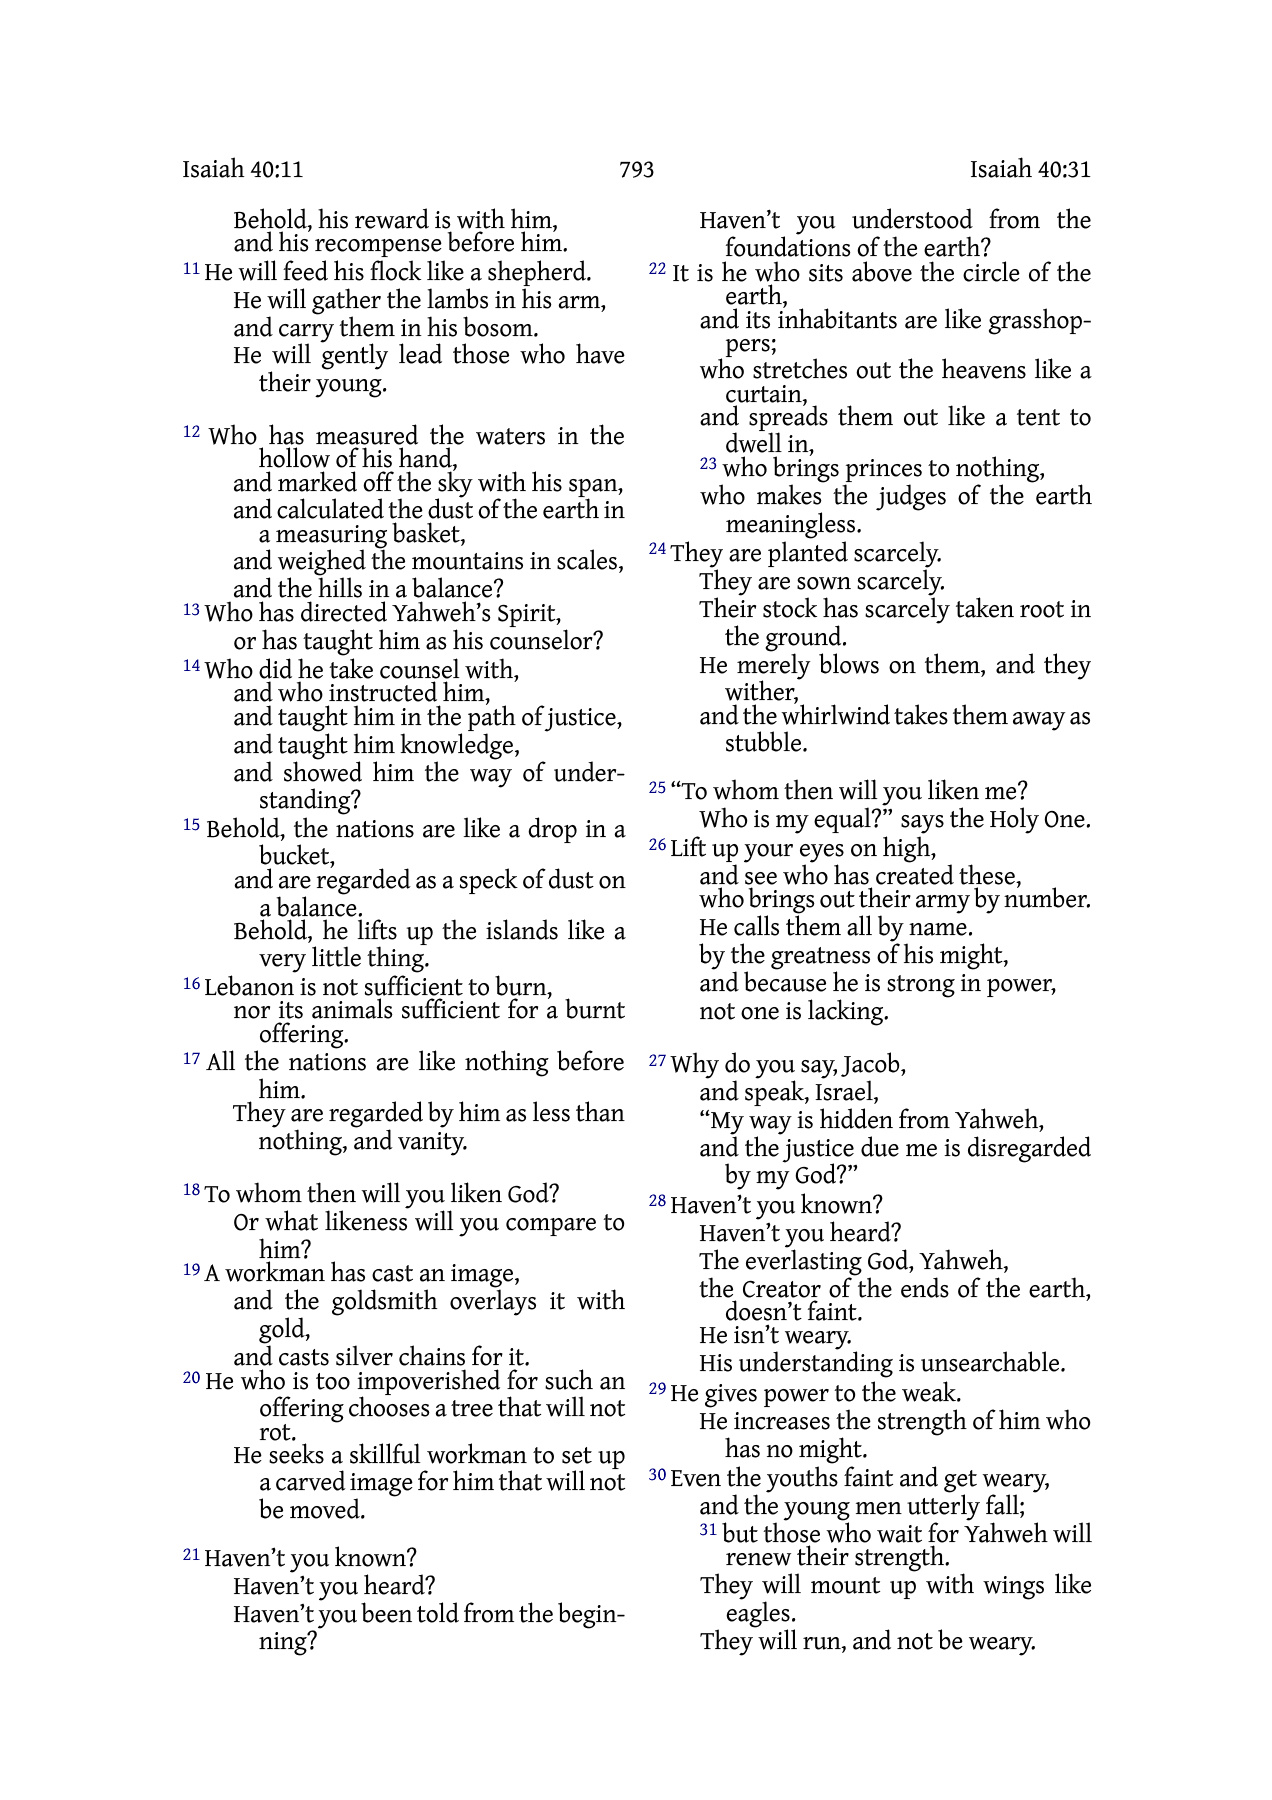 Isaiah 40:11 793 Isaiah 40:31
Behold, his reward is with him,
and his recompense before him.
11 He will feed his flock like a shepherd.
He will gather the lambs in his arm,
and carry them in his bosom.
He will gently lead those who have
their young.
12 Who has measured the waters in the
hollow of his hand,
and marked off the sky with his span,
and calculated the dust of the earth in
a measuring basket,
and weighed the mountains in scales,
and the hills in a balance?
13 Who has directed Yahweh’s Spirit,
or has taught him as his counselor?
14 Who did he take counsel with,
and who instructed him,
and taught him in the path of justice,
and taught him knowledge,
and showed him the way of under-
standing?
15 Behold, the nations are like a drop in a
bucket,
and are regarded as a speck of dust on
a balance.
Behold, he lifts up the islands like a
very little thing.
16 Lebanon is not sufficient to burn,
nor its animals sufficient for a burnt
offering.
17 All the nations are like nothing before
him.
They are regarded by him as less than
nothing, and vanity.
18 To whom then will you liken God?
Or what likeness will you compare to
him?
19 A workman has cast an image,
and the goldsmith overlays it with
gold,
and casts silver chains for it.
20 He who is too impoverished for such an
offering chooses a tree that will not
rot.
He seeks a skillful workman to set up
a carved image for him that will not
be moved.
21 Haven’t you known?
Haven’t you heard?
Haven’t you been told from the begin-
ning?
Haven’t you understood from the
foundations of the earth?
22 It is he who sits above the circle of the
earth,
and its inhabitants are like grasshop-
pers;
who stretches out the heavens like a
curtain,
and spreads them out like a tent to
dwell in,
23 who brings princes to nothing,
who makes the judges of the earth
meaningless.
24 They are planted scarcely.
They are sown scarcely.
Their stock has scarcely taken root in
the ground.
He merely blows on them, and they
wither,
and the whirlwind takes them away as
stubble.
25 “To whom then will you liken me?
Who is my equal?” says the Holy One.
26 Lift up your eyes on high,
and see who has created these,
who brings out their army by number.
He calls them all by name.
by the greatness of his might,
and because he is strong in power,
not one is lacking.
27 Why do you say, Jacob,
and speak, Israel,
“My way is hidden from Yahweh,
and the justice due me is disregarded
by my God?”
28 Haven’t you known?
Haven’t you heard?
The everlasting God, Yahweh,
the Creator of the ends of the earth,
doesn’t faint.
He isn’t weary.
His understanding is unsearchable.
29 He gives power to the weak.
He increases the strength of him who
has no might.
30 Even the youths faint and get weary,
and the young men utterly fall;
31 but those who wait for Yahweh will
renew their strength.
They will mount up with wings like
eagles.
They will run, and not be weary.